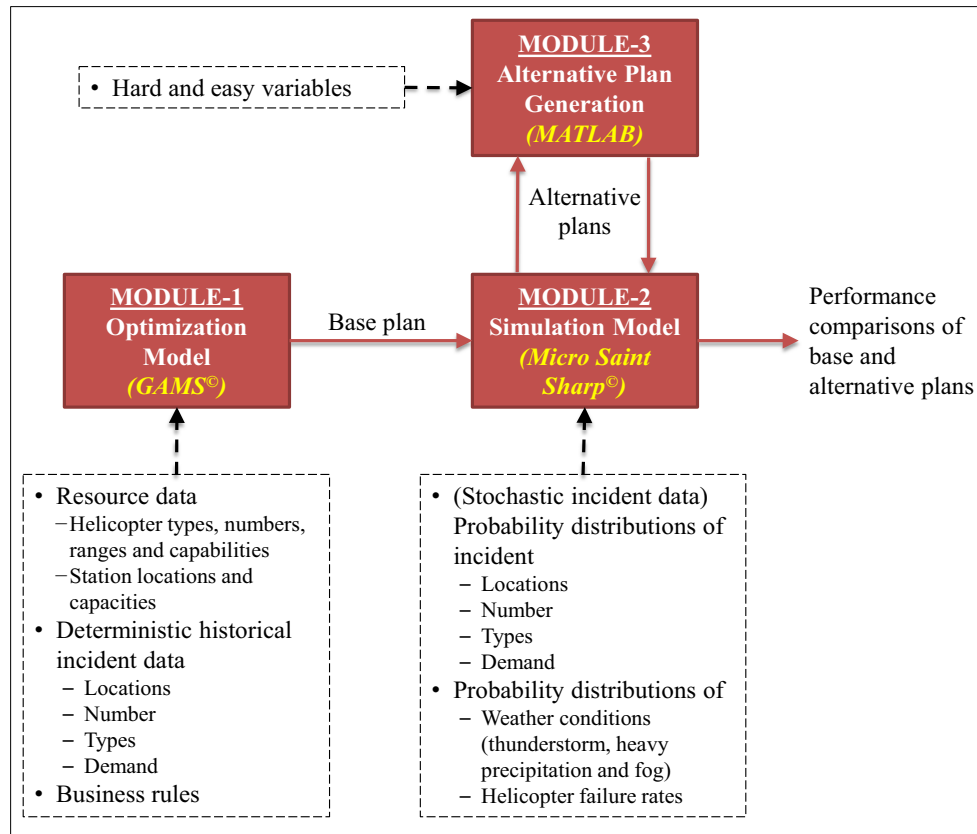 MODULE-3
Alternative Plan
Generation
(MATLAB)
• Hard and easy variables
Alternative
plans
MODULE-1
Optimization
Model
(GAMS©)
Base plan
MODULE-2
Simulation Model
(Micro Saint
Sharp©)
Performance
comparisons of
base and
alternative plans
• Resource data
−Helicopter types, numbers,
ranges and capabilities
−Station locations and
capacities
• Deterministic historical
incident data
– Locations
– Number
– Types
– Demand
• Business rules
• (Stochastic incident data)
Probability distributions of
incident
– Locations
– Number
– Types
– Demand
• Probability distributions of
– Weather conditions
(thunderstorm, heavy
precipitation and fog)
– Helicopter failure rates